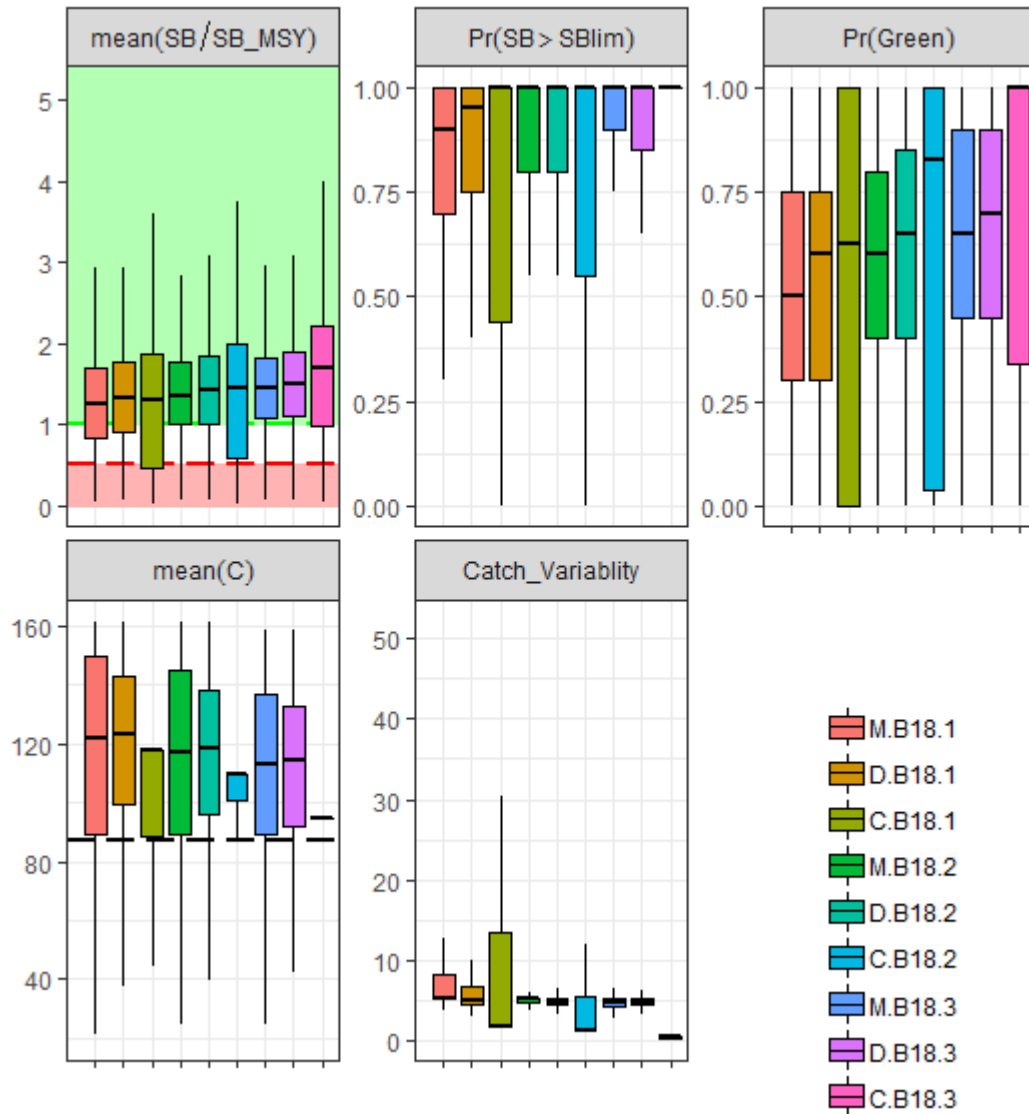 mean(SB/SB_MSY)
Pr(SB > SBlim)
Pr(Green)
5
4
3
2
1
0
1.00
0.75
0.50
0.25
0.00
1.00
0.75
0.50
0.25
0.00
mean(C)
Catch_Variablity
160
120
80
40
50
40
30
20
10
0
M.B18.1
D.B18.1
C.B18.1
M.B18.2
D.B18.2
C.B18.2
M.B18.3
D.B18.3
C.B18.3